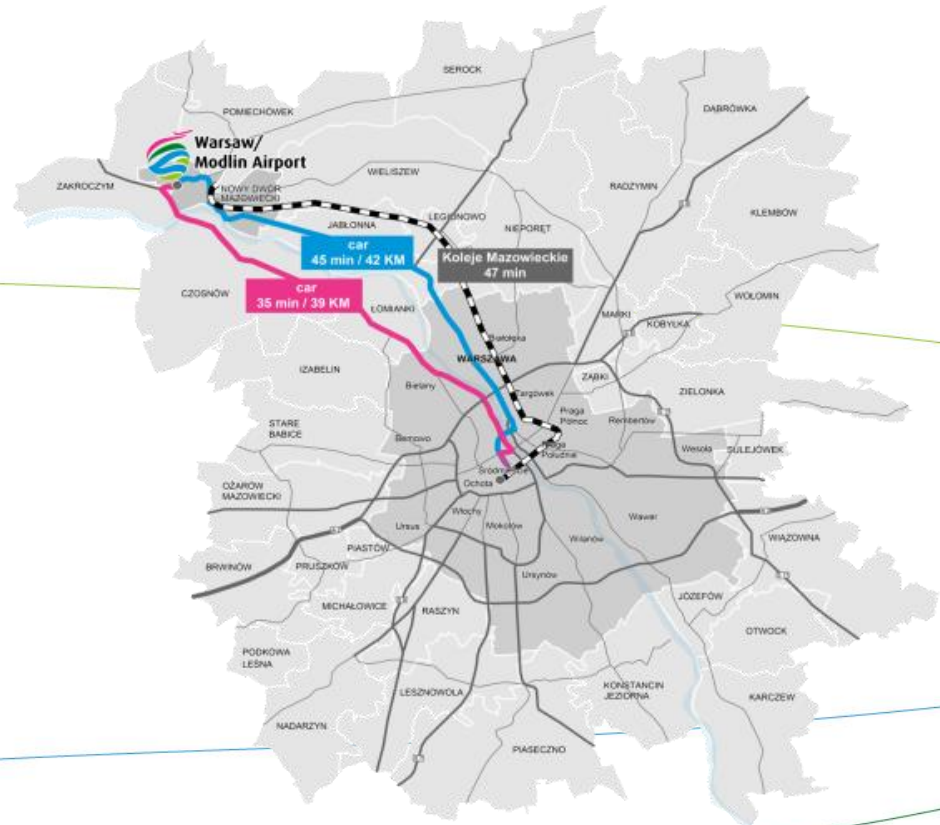 SEROCK
POMIECHÓWEK
DĄBRÓWKA
Warsaw/
Modlin Airport
WIELISZEW
ZAKROCZYM
NOWY DWÓR
MAZOWIECKI
RADZYMIN
KLEMBÓW
LEGIONOWO
JABŁONNA
NIEPORĘT
car
45 min / 42 KM
Koleje Mazowieckie
47 min
car
35 min / 39 KM
CZOSNÓW
WOŁOMIN
ŁOMIANKI
MARKI
KOBYŁKA
Białołęka
WARSZAWA
IZABELIN
Bielany
ZĄBKI
ZIELONKA
Targówek
Praga
Północ
Rembertów
STARE
BABICE
Bemowo
Praga
Południe
Wesoła
SULEJÓWEK
Śródmieście
Ochota
OŻARÓW
MAZOWIECKI
Włochy
Wawer
Ursus
Mokotów
Wilanów
WIĄZOWNA
PIASTÓW
BRWINÓW
PRUSZKÓW
Ursynów
JÓZEFÓW
MICHAŁOWICE
RASZYN
OTWOCK
PODKOWA
LEŚNA
KONSTANCIN
JEZIORNA
LESZNOWOLA
KARCZEW
NADARZYN
PIASECZNO